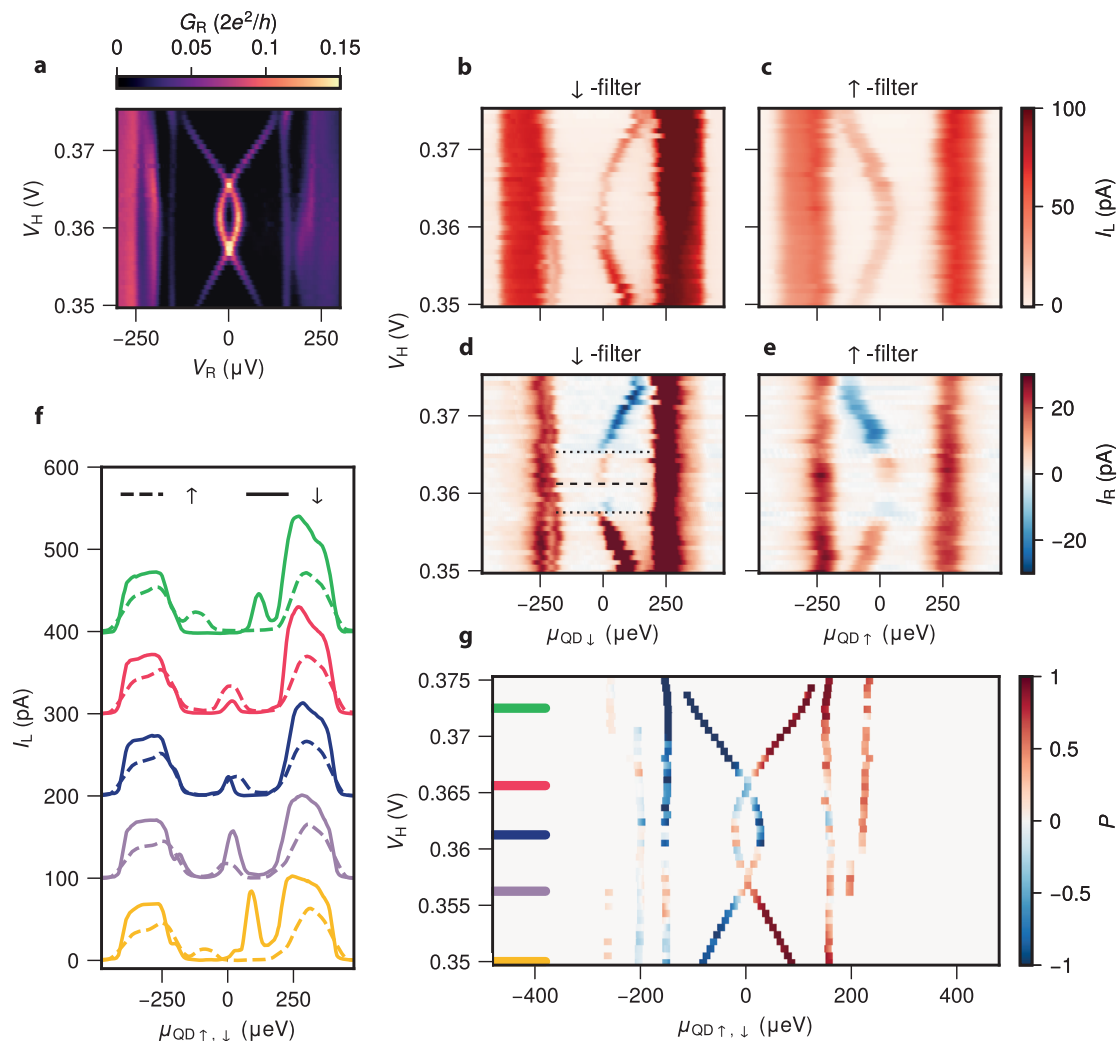 G_R (2e²/h)
0 0.05 0.1 0.15
a
0.37
0.36
0.35
V_H (V)
−250 0 250
V_R (µV)
b
↓ -filter
c
↑ -filter
0.37
0.36
0.35
100
50
0
I_L (pA)
V_H (V)
d
↓ -filter
e
↑ -filter
0.37
0.36
0.35
20
0
−20
I_R (pA)
−250 0 250
µ_QD↓ (µeV)
−250 0 250
µ_QD↑ (µeV)
f
600
500
400
300
200
100
0
I_L (pA)
↑ ↓
−250 0 250
µ_QD↑,↓ (µeV)
g
0.375
0.37
0.365
0.36
0.355
0.35
V_H (V)
−400 −200 0 200 400
µ_QD↑,↓ (µeV)
1
0.5
0
−0.5
−1
P